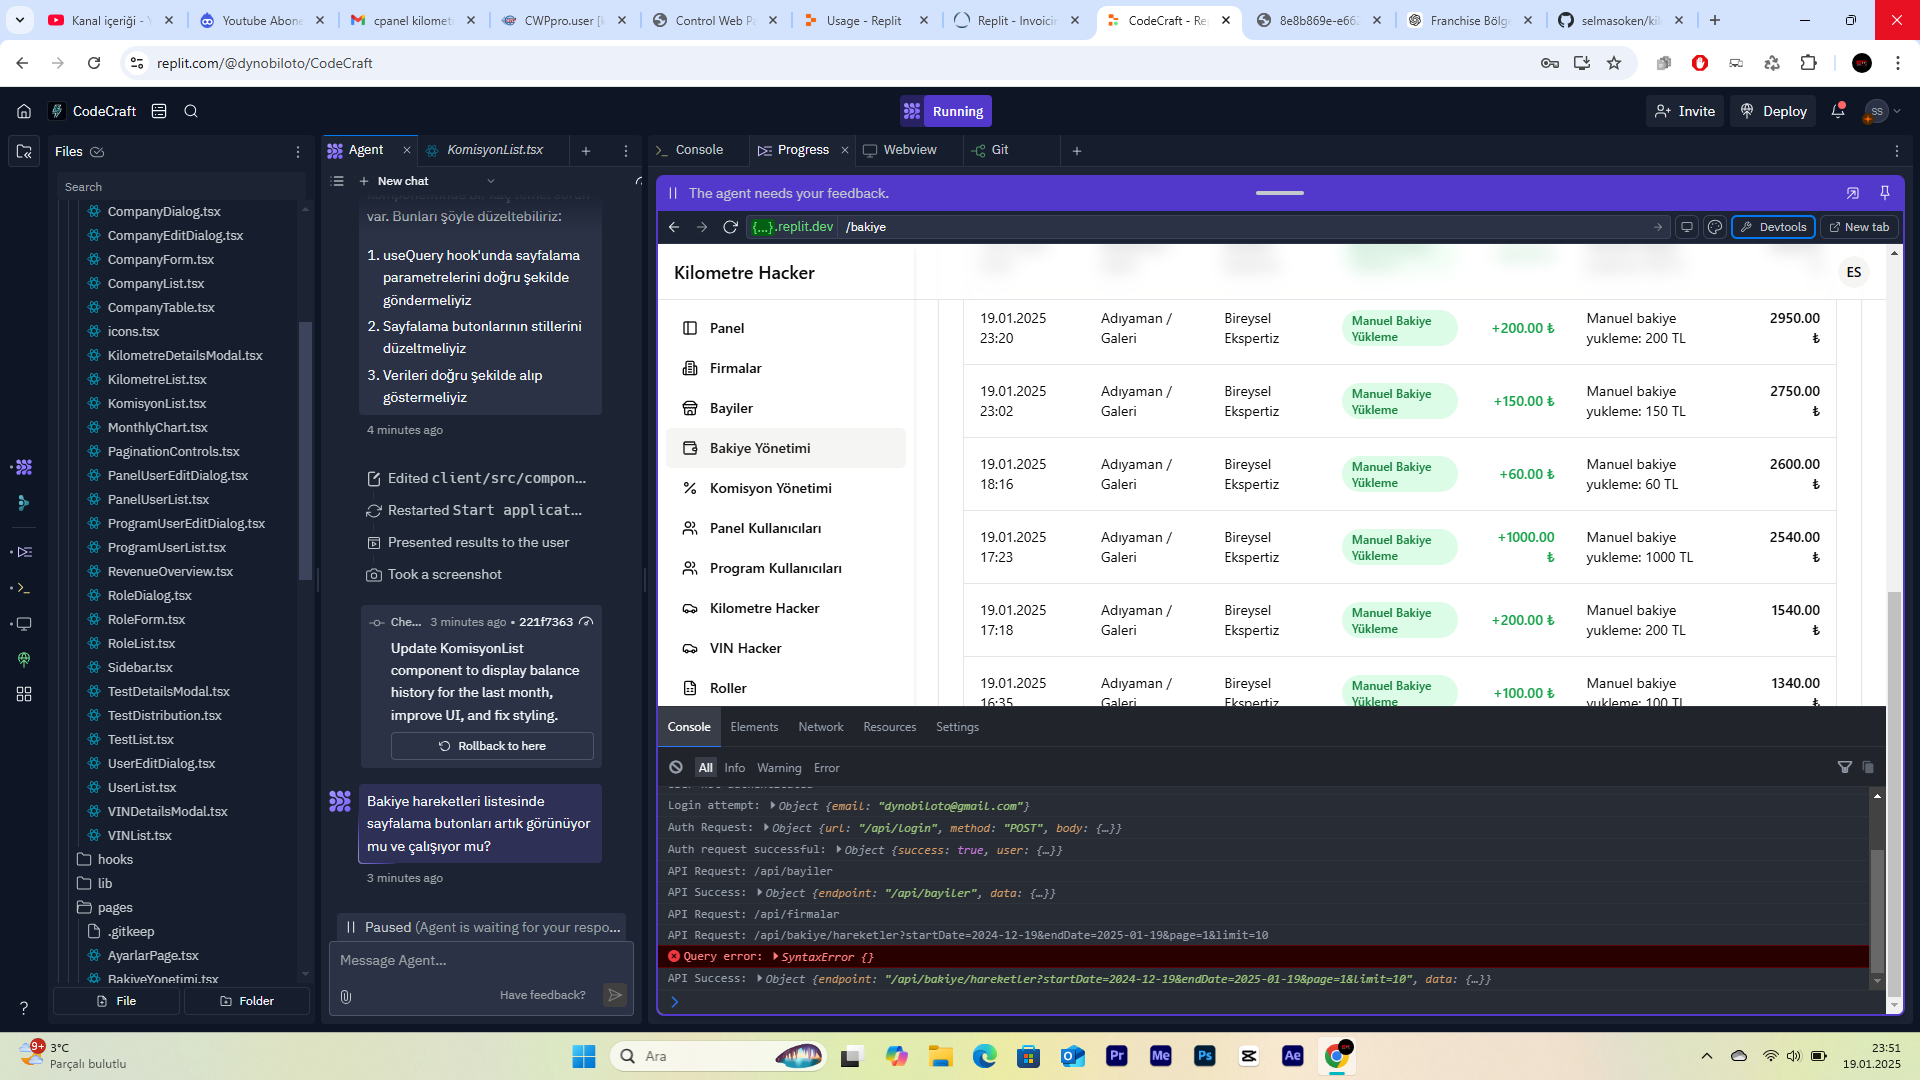 Kanal içeriği - Y
Youtube Abone
cpanel kilomet
CWPpro.user [k
Control Web Pa
Usage - Replit
Replit - Invoicin
CodeCraft - Rep
8e8b869e-e662
Franchise Bölg
selmasoken/kil
replit.com/@dynobiloto/CodeCraft
CodeCraft
Running
Invite
Deploy
SS
Files
Agent
KomisyonList.tsx
Console
Progress
Webview
Git
Search
New chat
The agent needs your feedback.
CompanyDialog.tsx
CompanyEditDialog.tsx
CompanyForm.tsx
CompanyList.tsx
CompanyTable.tsx
icons.tsx
KilometreDetailsModal.tsx
KilometreList.tsx
KomisyonList.tsx
MonthlyChart.tsx
PaginationControls.tsx
PanelUserEditDialog.tsx
PanelUserList.tsx
ProgramUserEditDialog.tsx
ProgramUserList.tsx
RevenueOverview.tsx
RoleDialog.tsx
RoleForm.tsx
RoleList.tsx
Sidebar.tsx
TestDetailsModal.tsx
TestDistribution.tsx
TestList.tsx
UserEditDialog.tsx
UserList.tsx
VINDetailsModal.tsx
VINList.tsx
hooks
lib
pages
.gitkeep
AyarlarPage.tsx
BakiyeYonetimi.tsx
File
Folder
var. Bunları şöyle düzeltebiliriz:
1. useQuery hook'unda sayfalama
parametrelerini doğru şekilde
göndermeliyiz
2. Sayfalama butonlarının stillerini
düzeltmeliyiz
3. Verileri doğru şekilde alıp
göstermeliyiz
4 minutes ago
Edited client/src/compon...
Restarted Start applicat...
Presented results to the user
Took a screenshot
Che... 3 minutes ago • 221f7363
Update KomisyonList
component to display balance
history for the last month,
improve UI, and fix styling.
Rollback to here
Bakiye hareketleri listesinde
sayfalama butonları artık görünüyor
mu ve çalışıyor mu?
3 minutes ago
Paused (Agent is waiting for your respo...
Message Agent...
Have feedback?
{...}.replit.dev /bakiye
Devtools
New tab
Kilometre Hacker
ES
Panel
Firmalar
Bayiler
Bakiye Yönetimi
Komisyon Yönetimi
Panel Kullanıcıları
Program Kullanıcıları
Kilometre Hacker
VIN Hacker
Roller
19.01.2025 Adıyaman / Bireysel Manuel Bakiye +200.00 ₺ Manuel bakiye 2950.00
23:20 Galeri Ekspertiz Yükleme yukleme: 200 TL ₺
19.01.2025 Adıyaman / Bireysel Manuel Bakiye +150.00 ₺ Manuel bakiye 2750.00
23:02 Galeri Ekspertiz Yükleme yukleme: 150 TL ₺
19.01.2025 Adıyaman / Bireysel Manuel Bakiye +60.00 ₺ Manuel bakiye 2600.00
18:16 Galeri Ekspertiz Yükleme yukleme: 60 TL ₺
19.01.2025 Adıyaman / Bireysel Manuel Bakiye +1000.00 Manuel bakiye 2540.00
17:23 Galeri Ekspertiz Yükleme ₺ yukleme: 1000 TL ₺
19.01.2025 Adıyaman / Bireysel Manuel Bakiye +200.00 ₺ Manuel bakiye 1540.00
17:18 Galeri Ekspertiz Yükleme yukleme: 200 TL ₺
19.01.2025 Adıyaman / Bireysel Manuel Bakiye +100.00 ₺ Manuel bakiye 1340.00
16:35 Galeri Ekspertiz Yükleme yukleme: 100 TL ₺
Console Elements Network Resources Settings
All Info Warning Error
Login attempt: Object {email: "dynobiloto@gmail.com"}
Auth Request: Object {url: "/api/login", method: "POST", body: {…}}
Auth request successful: Object {success: true, user: {…}}
API Request: /api/bayiler
API Success: Object {endpoint: "/api/bayiler", data: {…}}
API Request: /api/firmalar
API Request: /api/bakiye/hareketler?startDate=2024-12-19&endDate=2025-01-19&page=1&limit=10
Query error: SyntaxError {}
API Success: Object {endpoint: "/api/bakiye/hareketler?startDate=2024-12-19&endDate=2025-01-19&page=1&limit=10", data: {…}}
9+
3°C
Parçalı bulutlu
Ara
Pr
Me
Ps
Ae
23:51
19.01.2025